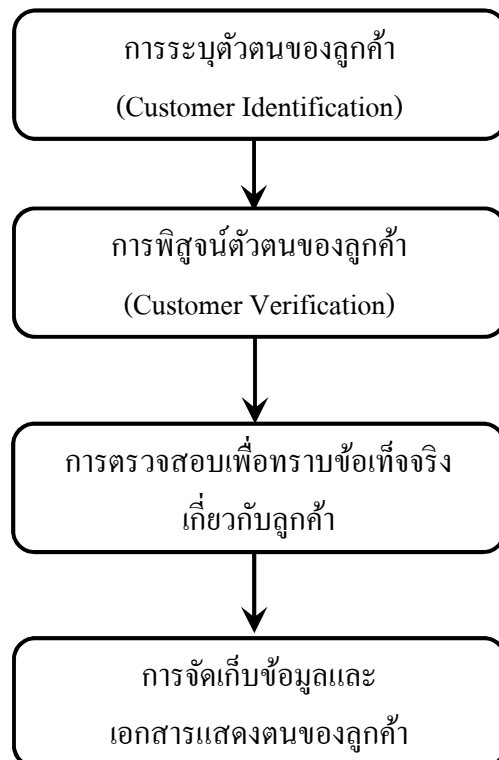 การระบุตัวตนของลูกค้า
(Customer Identification)
การพิสูจน์ตัวตนของลูกค้า
(Customer Verification)
การตรวจสอบเพื่อทราบข้อเท็จจริง
เกี่ยวกับลูกค้า
การจัดเก็บข้อมูลและ
เอกสารแสดงตนของลูกค้า